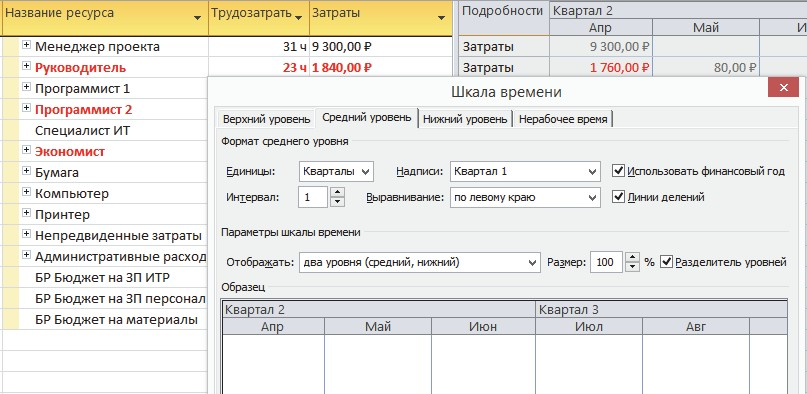 Название ресурса Трудозатрать Затраты Подробности Квартал 2
Апр Май И
Менеджер проекта 31 ч 9 300,00 ₽ Затраты 9 300,00 ₽
Руководитель 23 ч 1 840,00 ₽ Затраты 1 760,00 ₽ 80,00 ₽
Программист 1
Программист 2
Специалист ИТ
Экономист
Бумага
Компьютер
Принтер
Непредвиденные затраты
Административные расход
БР Бюджет на ЗП ИТР
БР Бюджет на ЗП персонал
БР Бюджет на материалы
Шкала времени
Верхний уровень Средний уровень Нижний уровень Нерабочее время
Формат среднего уровня
Единицы: Кварталы Надписи: Квартал 1 Использовать финансовый год
Интервал: 1 Выравнивание: по левому краю Линии делений
Параметры шкалы времени
Отображать: два уровня (средний, нижний) Размер: 100 % Разделитель уровней
Образец
Квартал 2 Квартал 3
Апр Май Июн Июл Авг